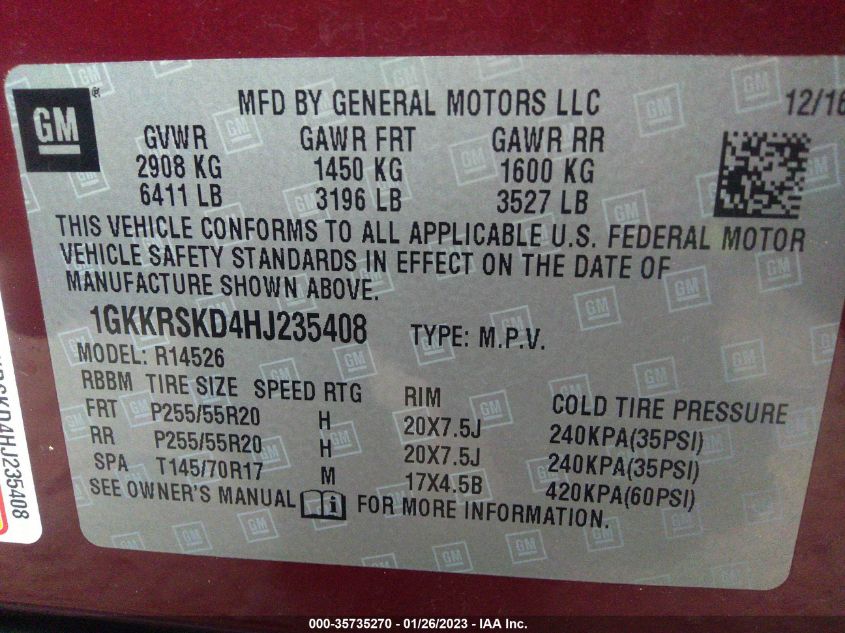 GM
®
MFD BY GENERAL MOTORS LLC 12/16
GVWR GAWR FRT GAWR RR
2908 KG 1450 KG 1600 KG
6411 LB 3196 LB 3527 LB
THIS VEHICLE CONFORMS TO ALL APPLICABLE U.S. FEDERAL MOTOR
VEHICLE SAFETY STANDARDS IN EFFECT ON THE DATE OF
MANUFACTURE SHOWN ABOVE.
1GKKRSKD4HJ235408 TYPE: M.P.V.
MODEL: R14526
RBBM TIRE SIZE SPEED RTG RIM COLD TIRE PRESSURE
FRT P255/55R20 H 20X7.5J 240KPA(35PSI)
RR P255/55R20 H 20X7.5J 240KPA(35PSI)
SPA T145/70R17 M 17X4.5B 420KPA(60PSI)
SEE OWNER'S MANUAL i FOR MORE INFORMATION.
000-35735270 - 01/26/2023 - IAA Inc.